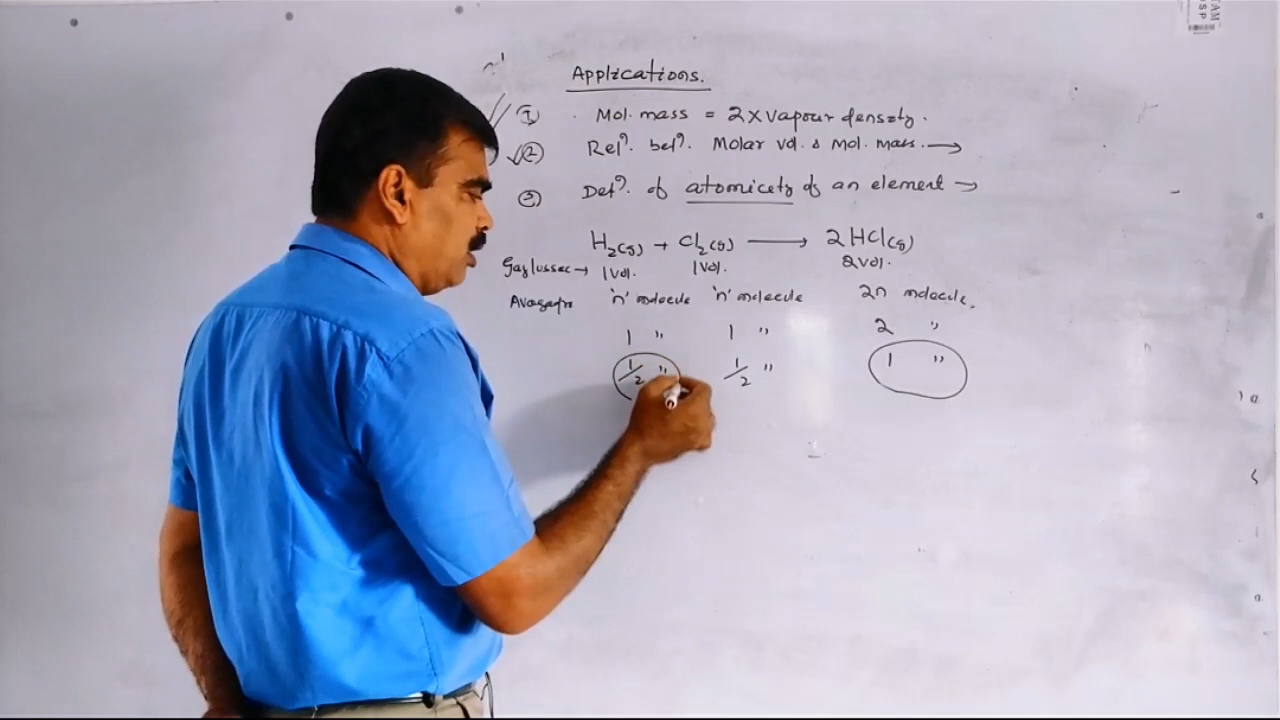 Applications.
① Mol. mass = 2 x vapour density.
② Relⁿ. betⁿ. Molar vol. & Mol. mass. →
③ Detⁿ. of atomicity of an element →
H₂(g) + Cl₂(g) → 2 HCl(g)
Gay lussac → 1 Vol. 1 Vol. 2 Vol.
Avogadro 'n' molecule 'n' molecule 2n molecule.
1 " 1 " 2 "
1/2 " 1/2 " 1 "